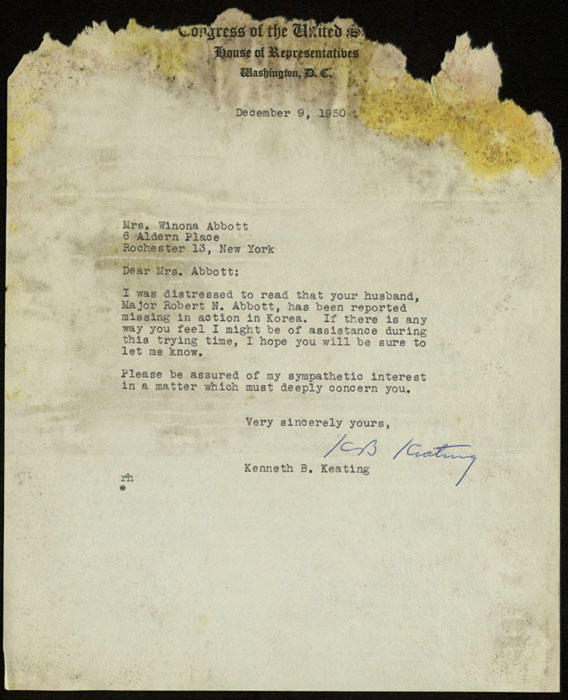 Congress of the United S
House of Representatives
Washington, D. C.
December 9, 1950
Mrs. Winona Abbott
6 Aldern Place
Rochester 13, New York
Dear Mrs. Abbott:
I was distressed to read that your husband,
Major Robert N. Abbott, has been reported
missing in action in Korea. If there is any
way you feel I might be of assistance during
this trying time, I hope you will be sure to
let me know.
Please be assured of my sympathetic interest
in a matter which must deeply concern you.
Very sincerely yours,
KB Keating
Kenneth B. Keating
rh
*